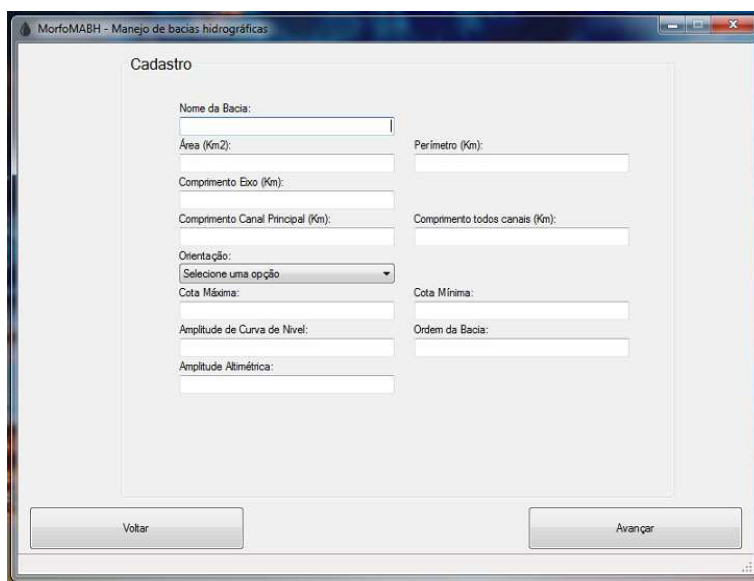 MorfoMABH - Manejo de bacias hidrográficas
Cadastro
Nome da Bacia:
Área (Km2): Perímetro (Km):
Comprimento Eixo (Km):
Comprimento Canal Principal (Km): Comprimento todos canais (Km):
Orientação:
Selecione uma opção
Cota Máxima: Cota Mínima:
Amplitude de Curva de Nivel: Ordem da Bacia:
Amplitude Altimétrica:
Voltar Avançar